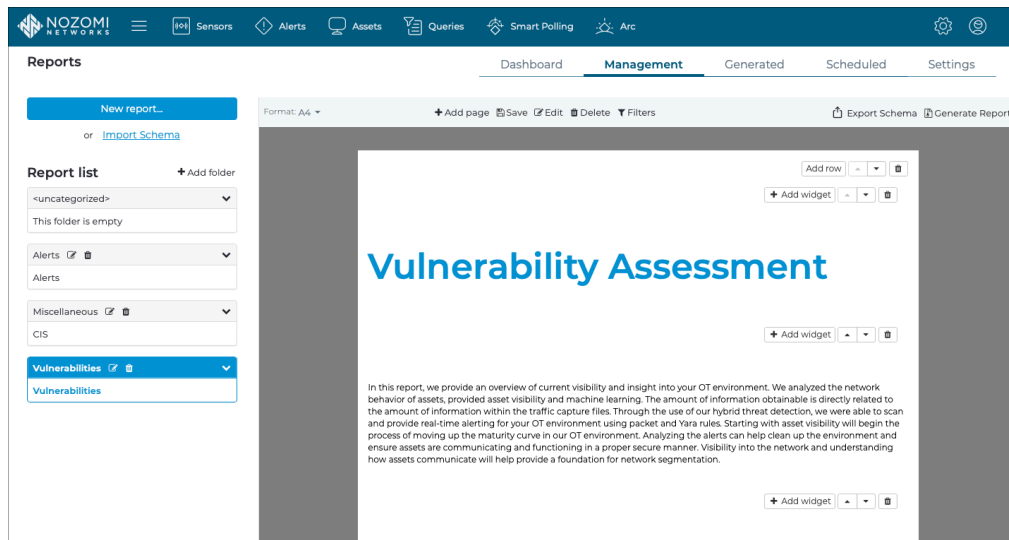 NOZOMI
NETWORKS
Sensors
Alerts
Assets
Queries
Smart Polling
Arc
Reports
Dashboard
Management
Generated
Scheduled
Settings
New report...
or Import Schema
Format: A4
Add page
Save
Edit
Delete
Filters
Export Schema
Generate Report
Report list
Add folder
<uncategorized>
This folder is empty
Alerts
Alerts
Miscellaneous
CIS
Vulnerabilities
Vulnerabilities
Add row
+ Add widget
Vulnerability Assessment
+ Add widget
In this report, we provide an overview of current visibility and insight into your OT environment. We analyzed the network
behavior of assets, provided asset visibility and machine learning. The amount of information obtainable is directly related to
the amount of information within the traffic capture files. Through the use of our hybrid threat detection, we were able to scan
and provide real-time alerting for your OT environment using packet and Yara rules. Starting with asset visibility will begin the
process of moving up the maturity curve in our OT environment. Analyzing the alerts can help clean up the environment and
ensure assets are communicating and functioning in a proper secure manner. Visibility into the network and understanding
how assets communicate will help provide a foundation for network segmentation.
+ Add widget